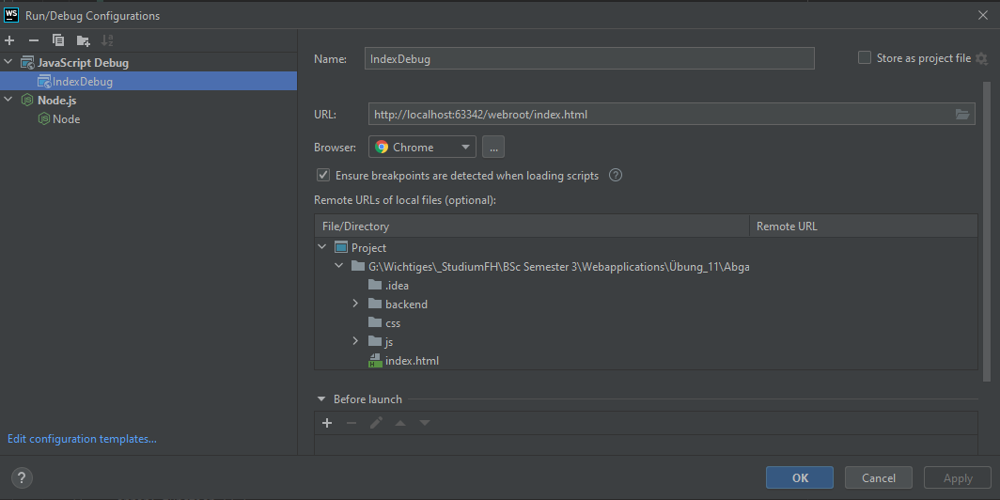 WS Run/Debug Configurations
JavaScript Debug
IndexDebug
Node.js
Node
Edit configuration templates...
Name: IndexDebug
Store as project file
URL: http://localhost:63342/webroot/index.html
Browser: Chrome ...
Ensure breakpoints are detected when loading scripts ?
Remote URLs of local files (optional):
File/Directory Remote URL
Project
G:\Wichtiges\_StudiumFH\BSc Semester 3\Webapplications\Übung_11\Abga
.idea
backend
css
js
index.html
Before launch
? OK Cancel Apply